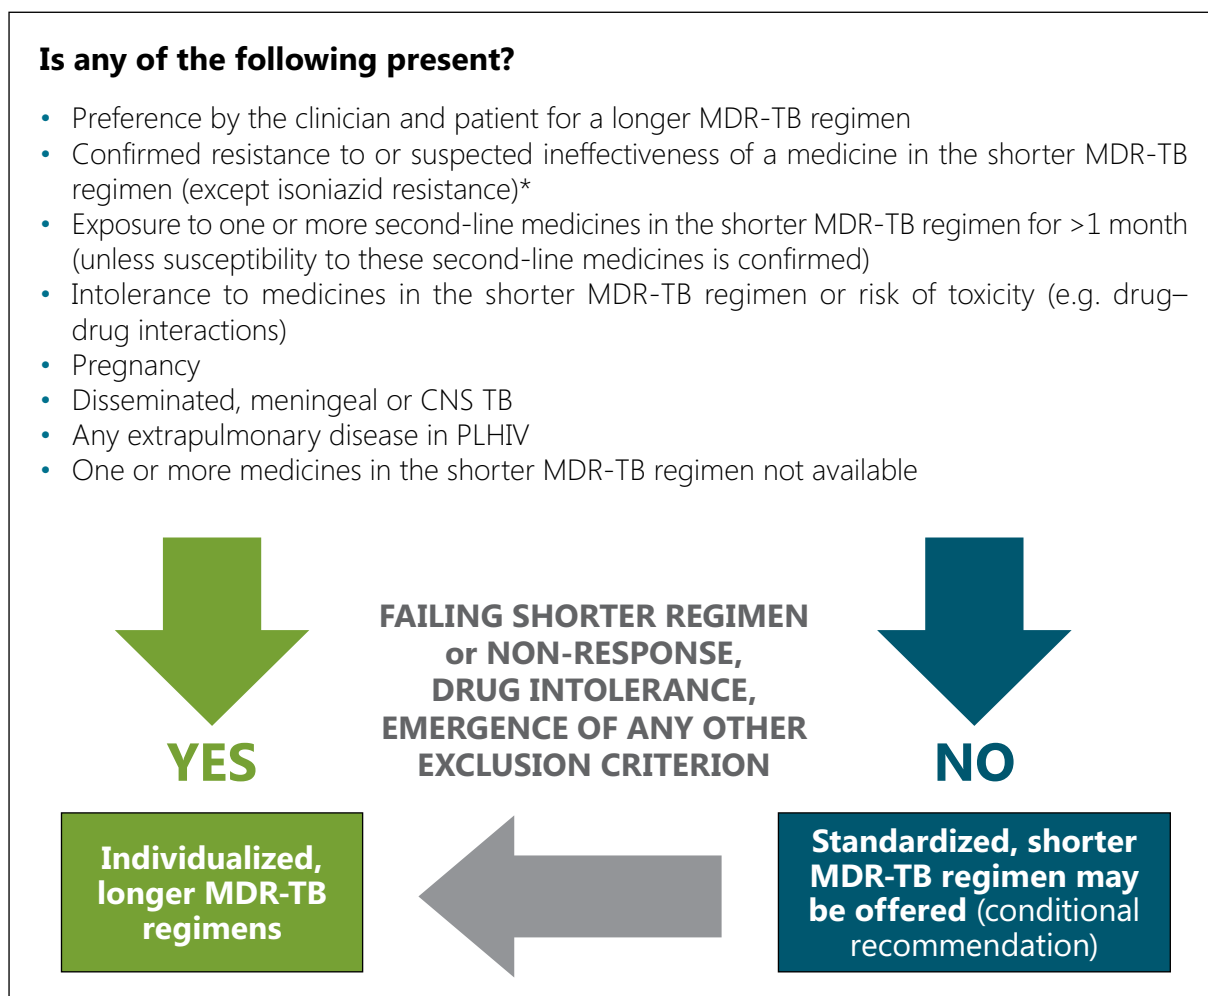 Is any of the following present?
• Preference by the clinician and patient for a longer MDR-TB regimen
• Confirmed resistance to or suspected ineffectiveness of a medicine in the shorter MDR-TB
regimen (except isoniazid resistance)*
• Exposure to one or more second-line medicines in the shorter MDR-TB regimen for >1 month
(unless susceptibility to these second-line medicines is confirmed)
• Intolerance to medicines in the shorter MDR-TB regimen or risk of toxicity (e.g. drug–
drug interactions)
• Pregnancy
• Disseminated, meningeal or CNS TB
• Any extrapulmonary disease in PLHIV
• One or more medicines in the shorter MDR-TB regimen not available
FAILING SHORTER REGIMEN
or NON-RESPONSE,
DRUG INTOLERANCE,
EMERGENCE OF ANY OTHER
EXCLUSION CRITERION
YES
NO
Individualized,
longer MDR-TB
regimens
Standardized, shorter
MDR-TB regimen may
be offered (conditional
recommendation)